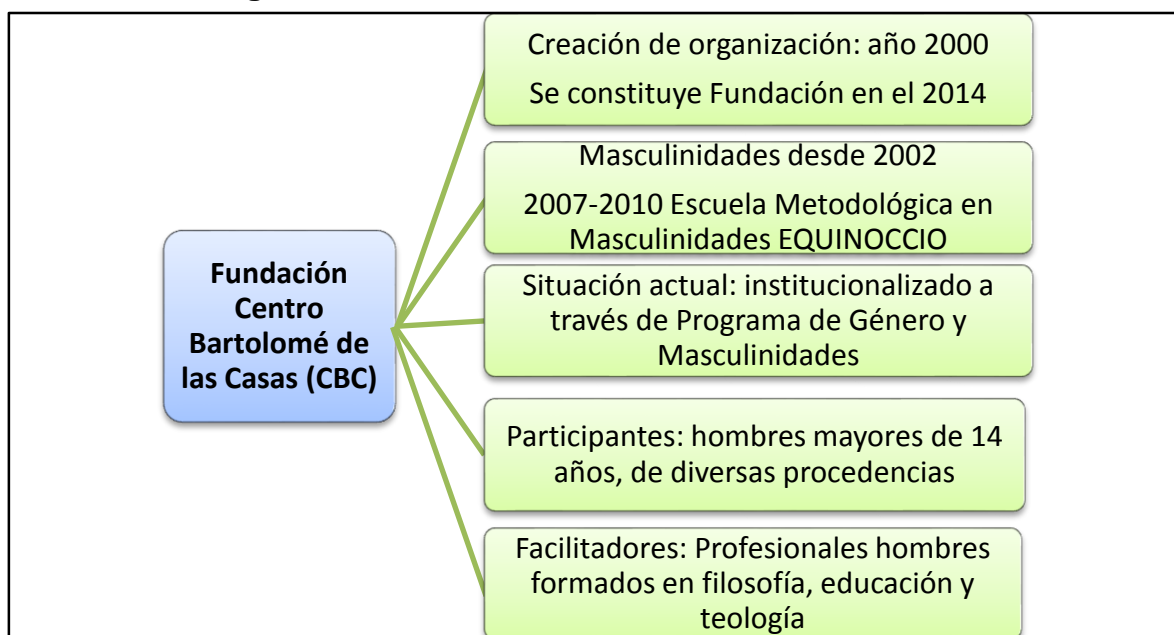 Fundación
Centro
Bartolomé de
las Casas (CBC)
Creación de organización: año 2000
Se constituye Fundación en el 2014
Masculinidades desde 2002
2007-2010 Escuela Metodológica en
Masculinidades EQUINOCCIO
Situación actual: institucionalizado a
través de Programa de Género y
Masculinidades
Participantes: hombres mayores de 14
años, de diversas procedencias
Facilitadores: Profesionales hombres
formados en filosofía, educación y
teología